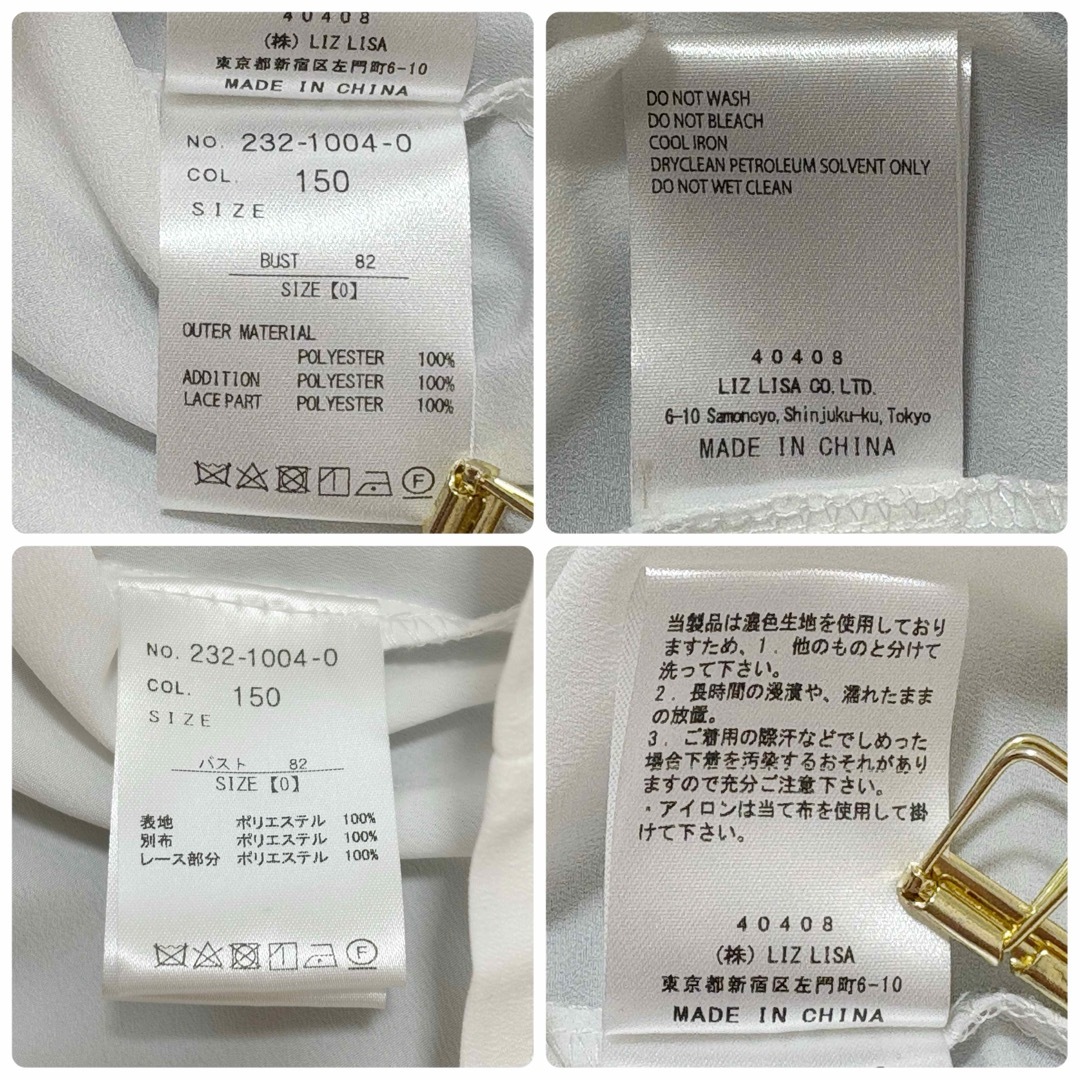 40408
(株) LIZ LISA
東京都新宿区左門町6-10
MADE IN CHINA
NO. 232-1004-0
COL. 150
SIZE
BUST 82
SIZE【0】
OUTER MATERIAL
POLYESTER 100%
ADDITION POLYESTER 100%
LACE PART POLYESTER 100%
F
DO NOT WASH
DO NOT BLEACH
COOL IRON
DRYCLEAN PETROLEUM SOLVENT ONLY
DO NOT WET CLEAN
40408
LIZ LISA CO. LTD.
6-10 Samoncyo, Shinjuku-ku, Tokyo
MADE IN CHINA
NO. 232-1004-0
COL. 150
SIZE
バスト 82
SIZE【0】
表地 ポリエステル 100%
別布 ポリエステル 100%
レース部分 ポリエステル 100%
F
当製品は濃色生地を使用しており
ますため、1．他のものと分けて
洗って下さい。
2．長時間の浸漬や、濡れたまま
の放置。
3．ご着用の際汗などでしめった
場合下着を汚染するおそれがあり
ますので充分ご注意下さい。
*アイロンは当て布を使用して掛
けて下さい。
40408
(株) LIZ LISA
東京都新宿区左門町6-10
MADE IN CHINA